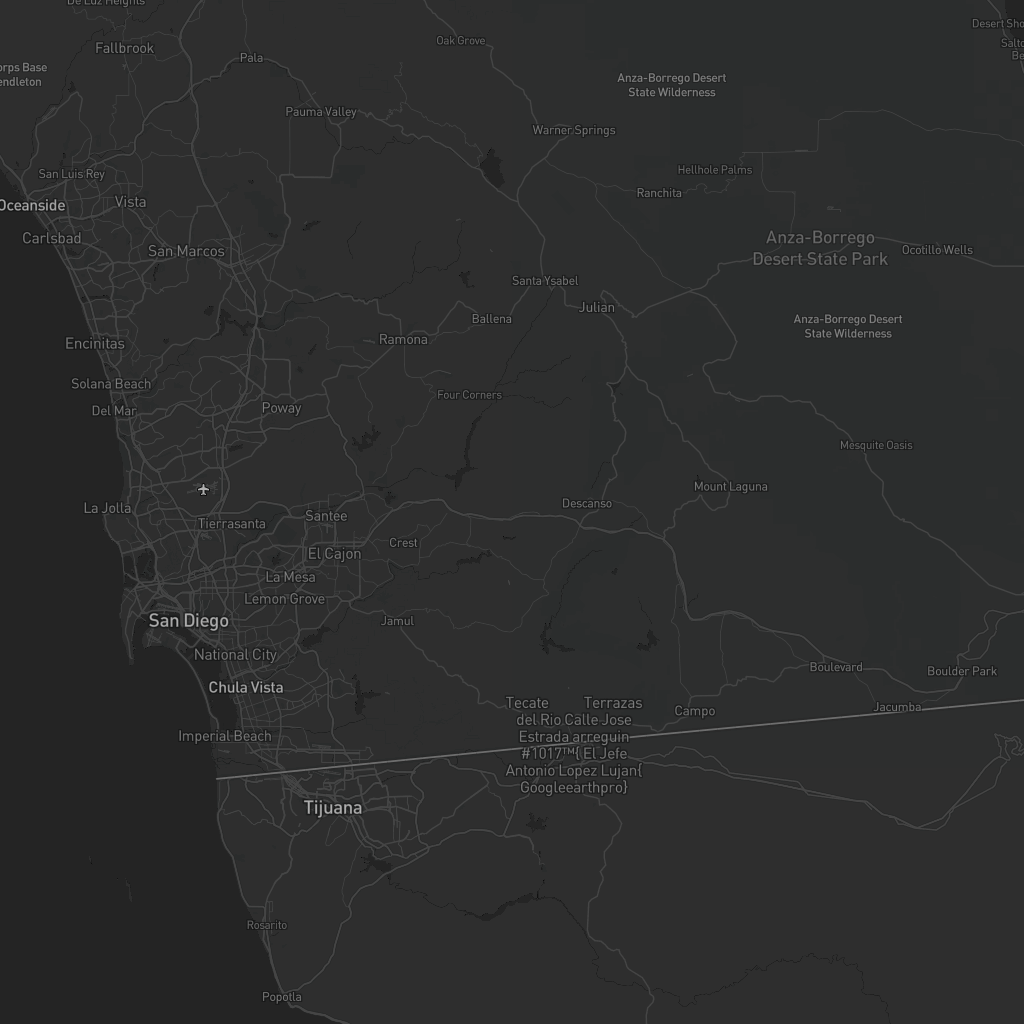 De Luz Heights
Oak Grove
Desert Sho
Fallbrook
Salto
Be
Pala
orps Base
endleton
Anza-Borrego Desert
State Wilderness
Pauma Valley
Warner Springs
San Luis Rey
Hellhole Palms
Ranchita
Oceanside
Vista
Carlsbad
San Marcos
Anza-Borrego
Desert State Park
Ocotillo Wells
Santa Ysabel
Julian
Ballena
Anza-Borrego Desert
State Wilderness
Encinitas
Ramona
Solana Beach
Four Corners
Del Mar
Poway
Mesquite Oasis
Mount Laguna
La Jolla
Descanso
Tierrasanta
Santee
Crest
El Cajon
La Mesa
Lemon Grove
San Diego
Jamul
National City
Boulevard
Boulder Park
Chula Vista
Tecate Terrazas
del Rio Calle Jose
Estrada arreguin
#1017™{ El Jefe
Antonio Lopez Lujan{
Googleearthpro}
Campo
Jacumba
Imperial Beach
Tijuana
Rosarito
Popotla